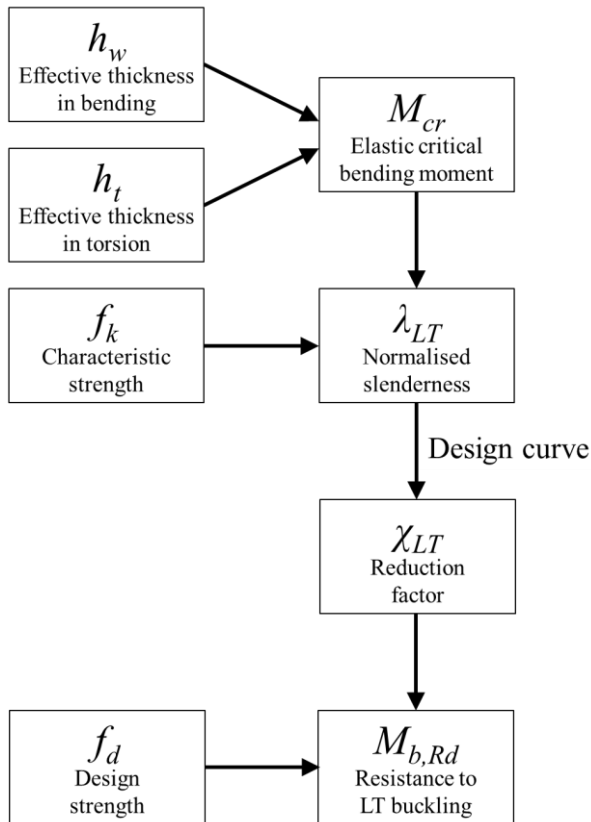 h_w
Effective thickness
in bending
M_cr
Elastic critical
bending moment
h_t
Effective thickness
in torsion
f_k
Characteristic
strength
λ_LT
Normalised
slenderness
Design curve
χ_LT
Reduction
factor
f_d
Design
strength
M_b,Rd
Resistance to
LT buckling